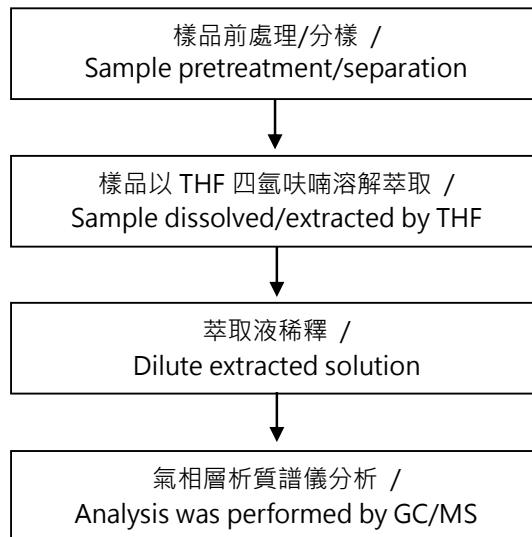 樣品前處理/分樣 /
Sample pretreatment/separation
樣品以 THF 四氫呋喃溶解萃取 /
Sample dissolved/extracted by THF
萃取液稀釋 /
Dilute extracted solution
氣相層析質譜儀分析 /
Analysis was performed by GC/MS